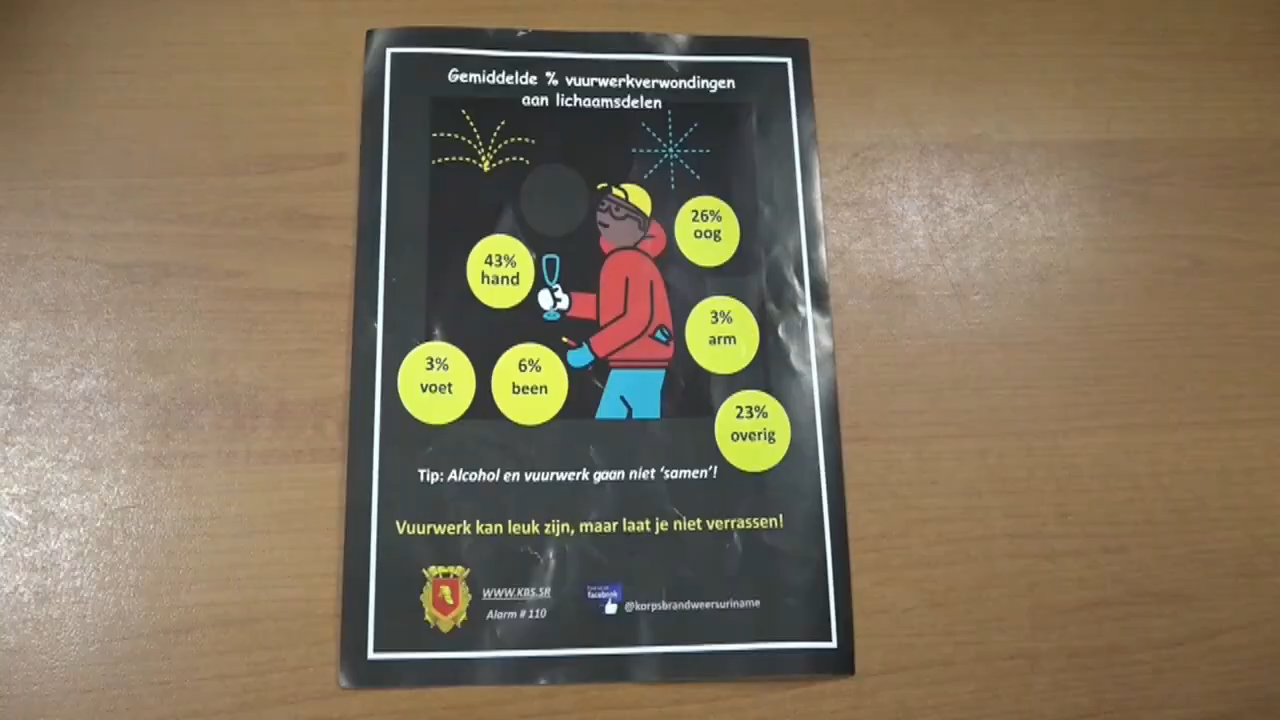 Gemiddelde % vuurwerkverwondingen
aan lichaamsdelen
26%
oog
43%
hand
3%
arm
3%
voet
6%
been
23%
overig
Tip: Alcohol en vuurwerk gaan niet ‘samen’!
Vuurwerk kan leuk zijn, maar laat je niet verrassen!
WWW.KBS.SR
Alarm # 110
facebook
@korpsbrandweersuriname